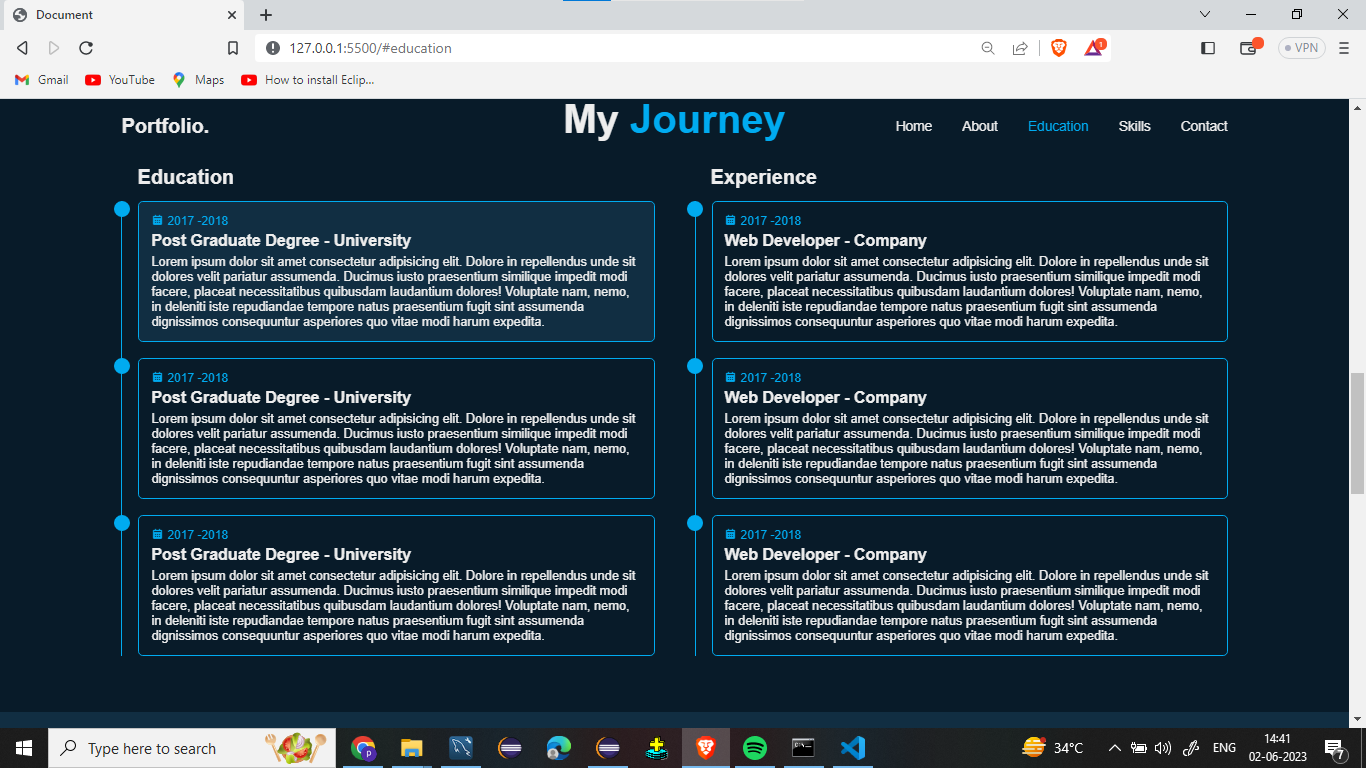 Document
127.0.0.1:5500/#education
1
VPN
Gmail
YouTube
Maps
How to install Eclip...
Portfolio.
My Journey
Home
About
Education
Skills
Contact
Education
2017 -2018
Post Graduate Degree - University
Lorem ipsum dolor sit amet consectetur adipisicing elit. Dolore in repellendus unde sit
dolores velit pariatur assumenda. Ducimus iusto praesentium similique impedit modi
facere, placeat necessitatibus quibusdam laudantium dolores! Voluptate nam, nemo,
in deleniti iste repudiandae tempore natus praesentium fugit sint assumenda
dignissimos consequuntur asperiores quo vitae modi harum expedita.
2017 -2018
Post Graduate Degree - University
Lorem ipsum dolor sit amet consectetur adipisicing elit. Dolore in repellendus unde sit
dolores velit pariatur assumenda. Ducimus iusto praesentium similique impedit modi
facere, placeat necessitatibus quibusdam laudantium dolores! Voluptate nam, nemo,
in deleniti iste repudiandae tempore natus praesentium fugit sint assumenda
dignissimos consequuntur asperiores quo vitae modi harum expedita.
2017 -2018
Post Graduate Degree - University
Lorem ipsum dolor sit amet consectetur adipisicing elit. Dolore in repellendus unde sit
dolores velit pariatur assumenda. Ducimus iusto praesentium similique impedit modi
facere, placeat necessitatibus quibusdam laudantium dolores! Voluptate nam, nemo,
in deleniti iste repudiandae tempore natus praesentium fugit sint assumenda
dignissimos consequuntur asperiores quo vitae modi harum expedita.
Experience
2017 -2018
Web Developer - Company
Lorem ipsum dolor sit amet consectetur adipisicing elit. Dolore in repellendus unde sit
dolores velit pariatur assumenda. Ducimus iusto praesentium similique impedit modi
facere, placeat necessitatibus quibusdam laudantium dolores! Voluptate nam, nemo,
in deleniti iste repudiandae tempore natus praesentium fugit sint assumenda
dignissimos consequuntur asperiores quo vitae modi harum expedita.
2017 -2018
Web Developer - Company
Lorem ipsum dolor sit amet consectetur adipisicing elit. Dolore in repellendus unde sit
dolores velit pariatur assumenda. Ducimus iusto praesentium similique impedit modi
facere, placeat necessitatibus quibusdam laudantium dolores! Voluptate nam, nemo,
in deleniti iste repudiandae tempore natus praesentium fugit sint assumenda
dignissimos consequuntur asperiores quo vitae modi harum expedita.
2017 -2018
Web Developer - Company
Lorem ipsum dolor sit amet consectetur adipisicing elit. Dolore in repellendus unde sit
dolores velit pariatur assumenda. Ducimus iusto praesentium similique impedit modi
facere, placeat necessitatibus quibusdam laudantium dolores! Voluptate nam, nemo,
in deleniti iste repudiandae tempore natus praesentium fugit sint assumenda
dignissimos consequuntur asperiores quo vitae modi harum expedita.
Type here to search
p
34°C
ENG
14:41
02-06-2023
7